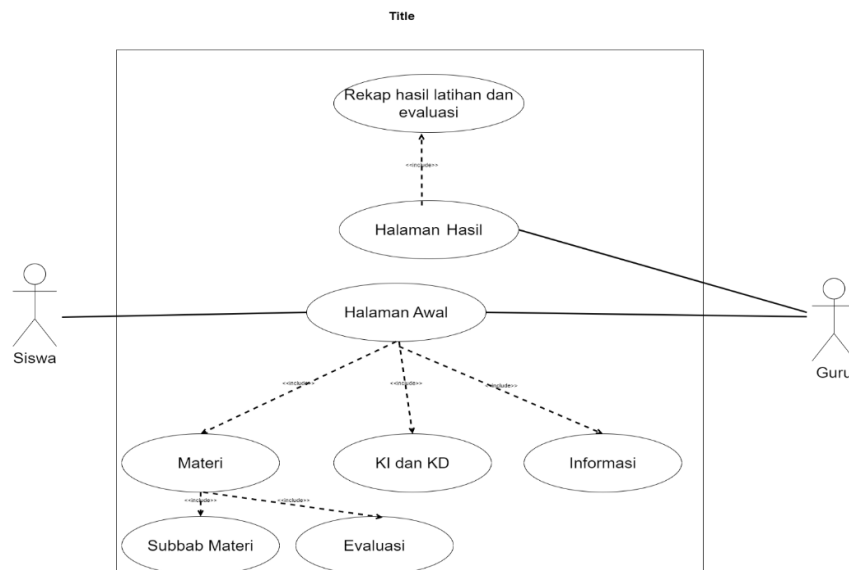 Title
Rekap hasil latihan dan
evaluasi
<<include>>
Halaman Hasil
Halaman Awal
Siswa
Guru
<<include>>
<<include>>
<<include>>
Materi
KI dan KD
Informasi
<<include>>
<<include>>
Subbab Materi
Evaluasi